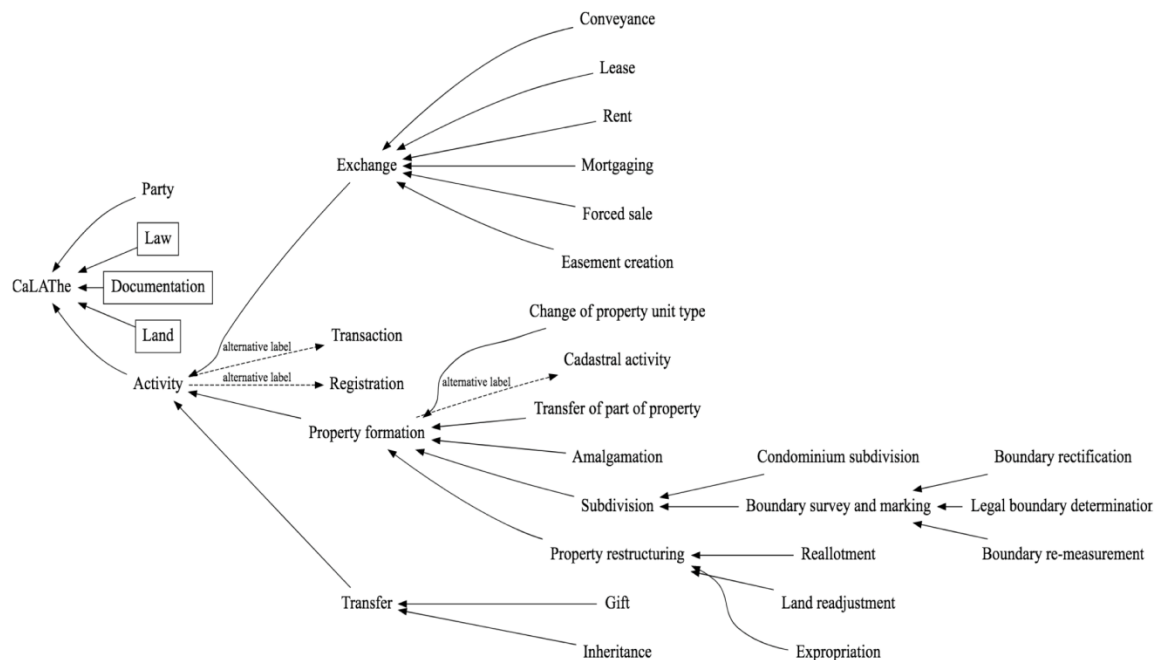 Conveyance
Lease
Rent
Exchange
Mortgaging
Party
Forced sale
Law
Easement creation
CaLAThe
Documentation
Change of property unit type
Land
Transaction
alternative label
Cadastral activity
Activity
alternative label
Registration
alternative label
Transfer of part of property
Property formation
Amalgamation
Condominium subdivision
Boundary rectification
Subdivision
Boundary survey and marking
Legal boundary determination
Property restructuring
Reallotment
Boundary re-measurement
Transfer
Gift
Land readjustment
Inheritance
Expropriation